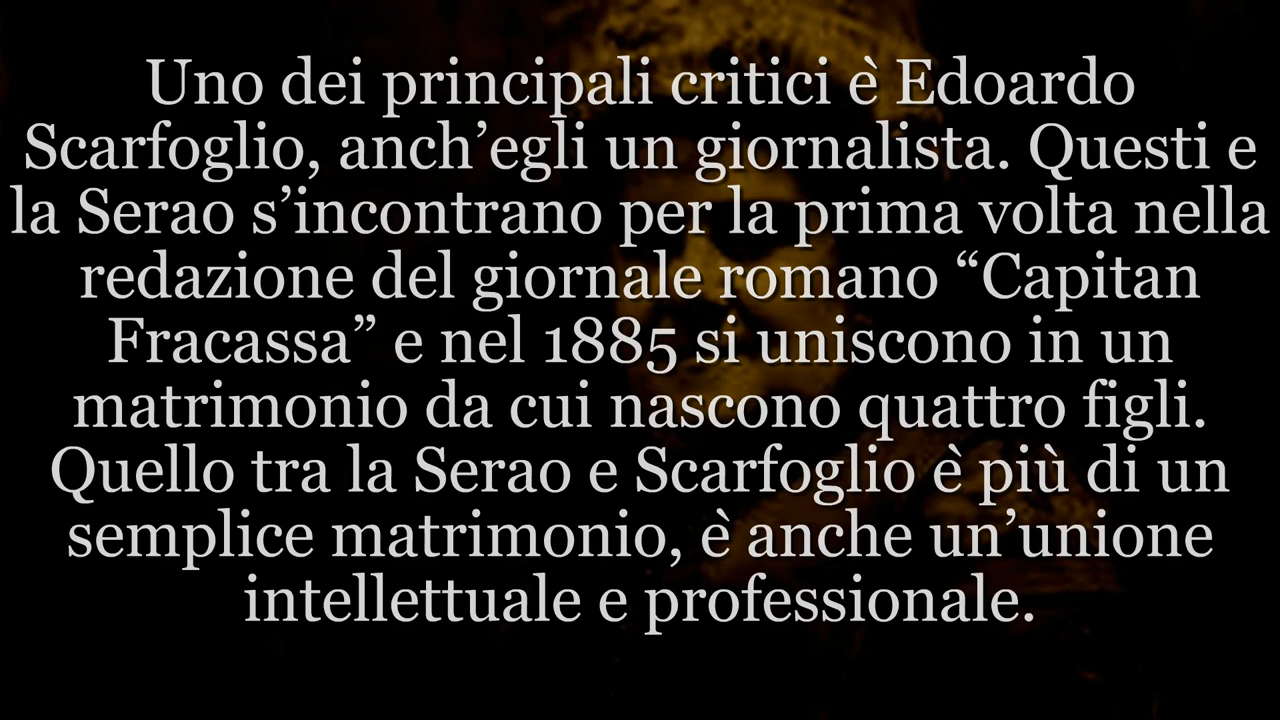 Uno dei principali critici è Edoardo
Scarfoglio, anch’egli un giornalista. Questi e
la Serao s’incontrano per la prima volta nella
redazione del giornale romano “Capitan
Fracassa” e nel 1885 si uniscono in un
matrimonio da cui nascono quattro figli.
Quello tra la Serao e Scarfoglio è più di un
semplice matrimonio, è anche un’unione
intellettuale e professionale.